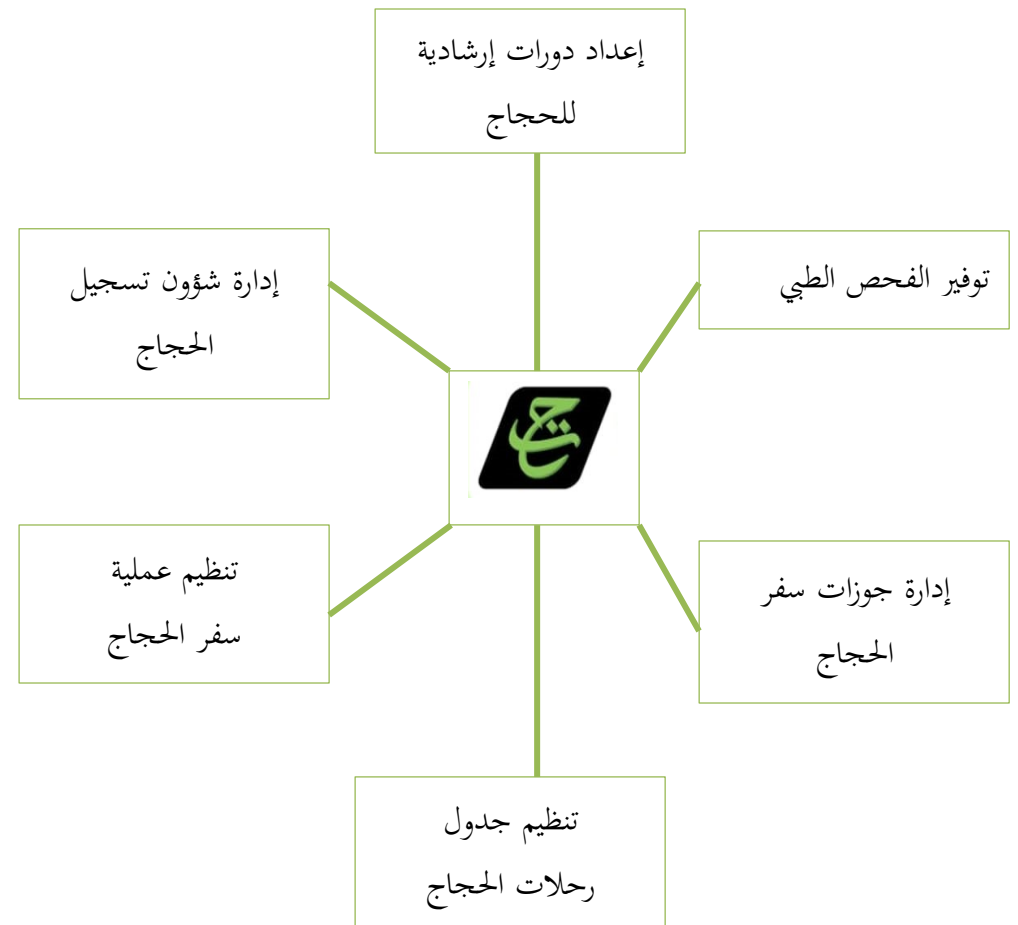 إعداد دورات إرشادية
للحجاج
توفير الفحص الطبي
إدارة شؤون تسجيل
الحجاج
إدارة جوزات سفر
الحجاج
تنظيم عملية
سفر الحجاج
تنظيم جدول
رحلات الحجاج